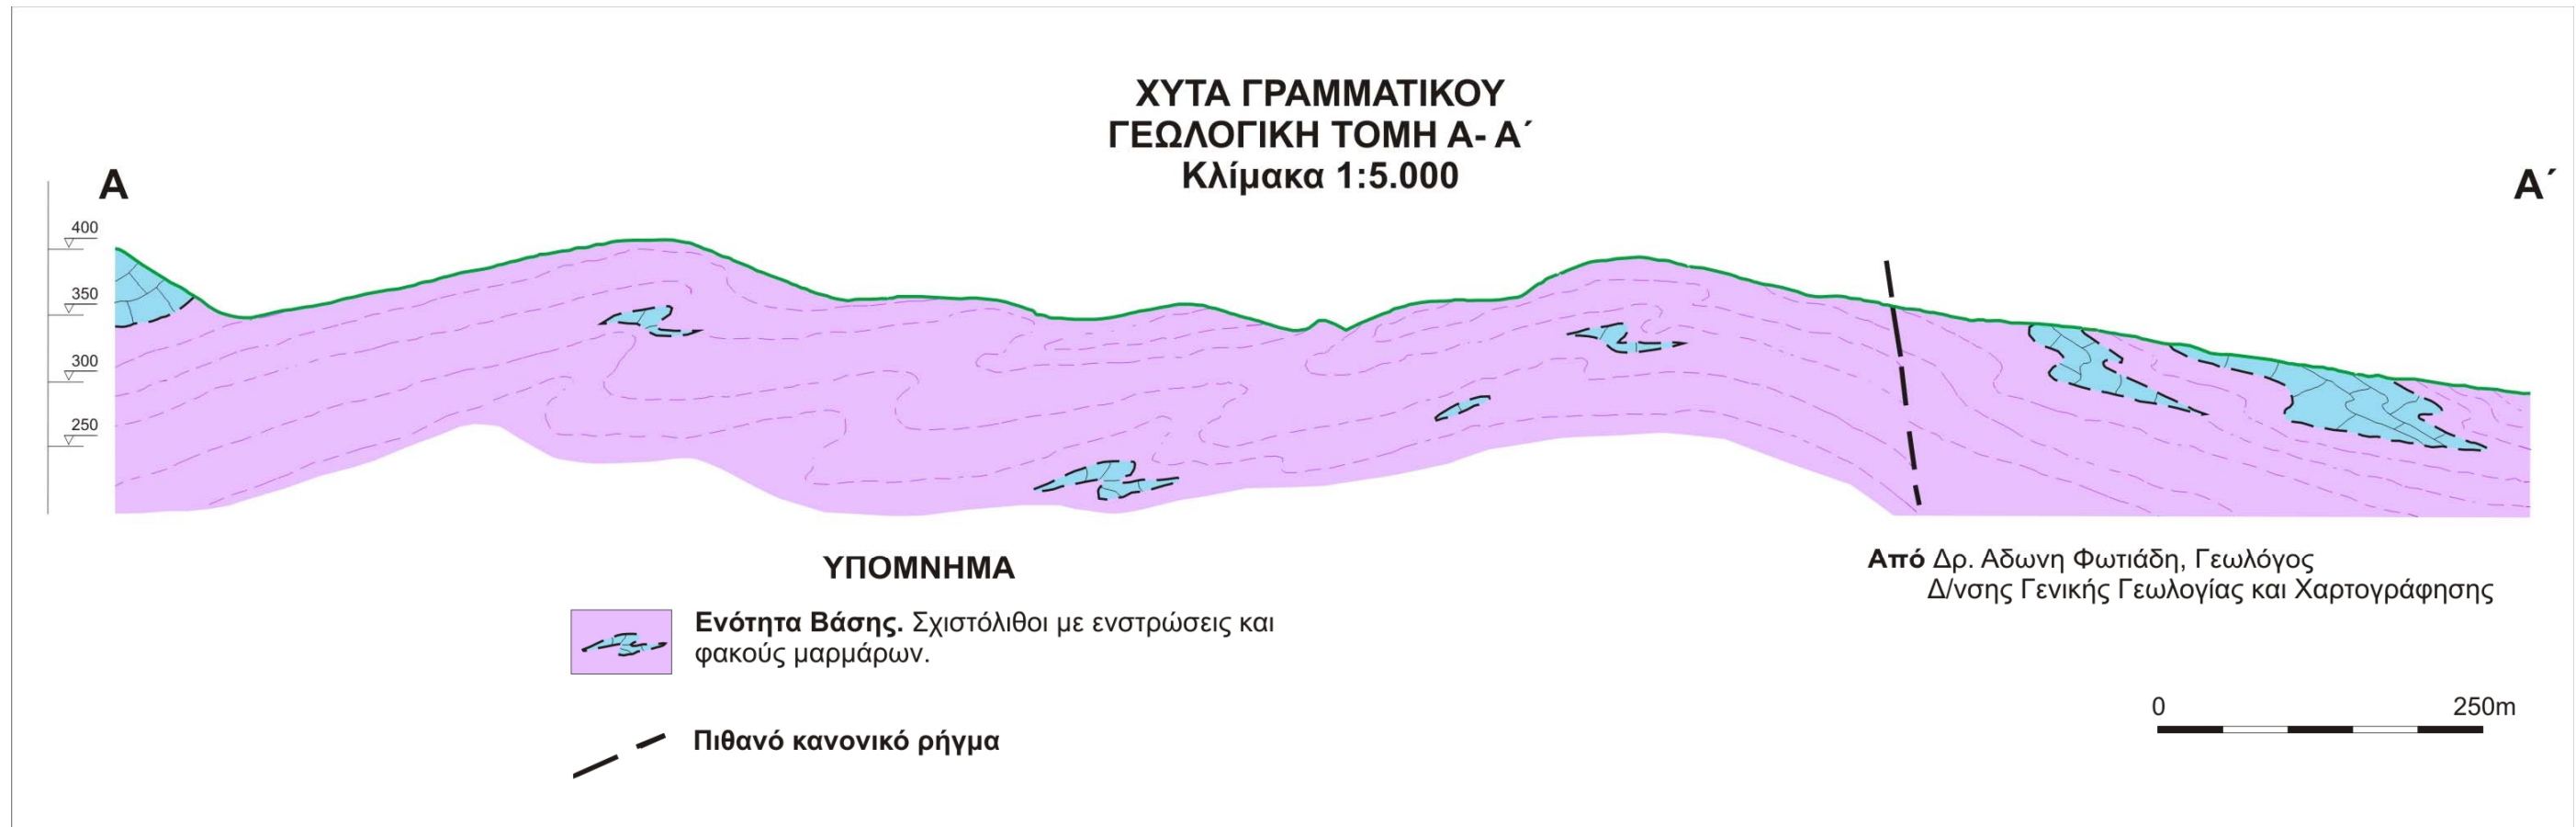 ΧΥΤΑ ΓΡΑΜΜΑΤΙΚΟΥ
ΓΕΩΛΟΓΙΚΗ ΤΟΜΗ Α- Α΄
Κλίμακα 1:5.000
Α
Α΄
400
350
300
250
ΥΠΟΜΝΗΜΑ
Ενότητα Βάσης. Σχιστόλιθοι με ενστρώσεις και
φακούς μαρμάρων.
Πιθανό κανονικό ρήγμα
Από Δρ. Αδωνη Φωτιάδη, Γεωλόγος
Δ/νσης Γενικής Γεωλογίας και Χαρτογράφησης
0 250m